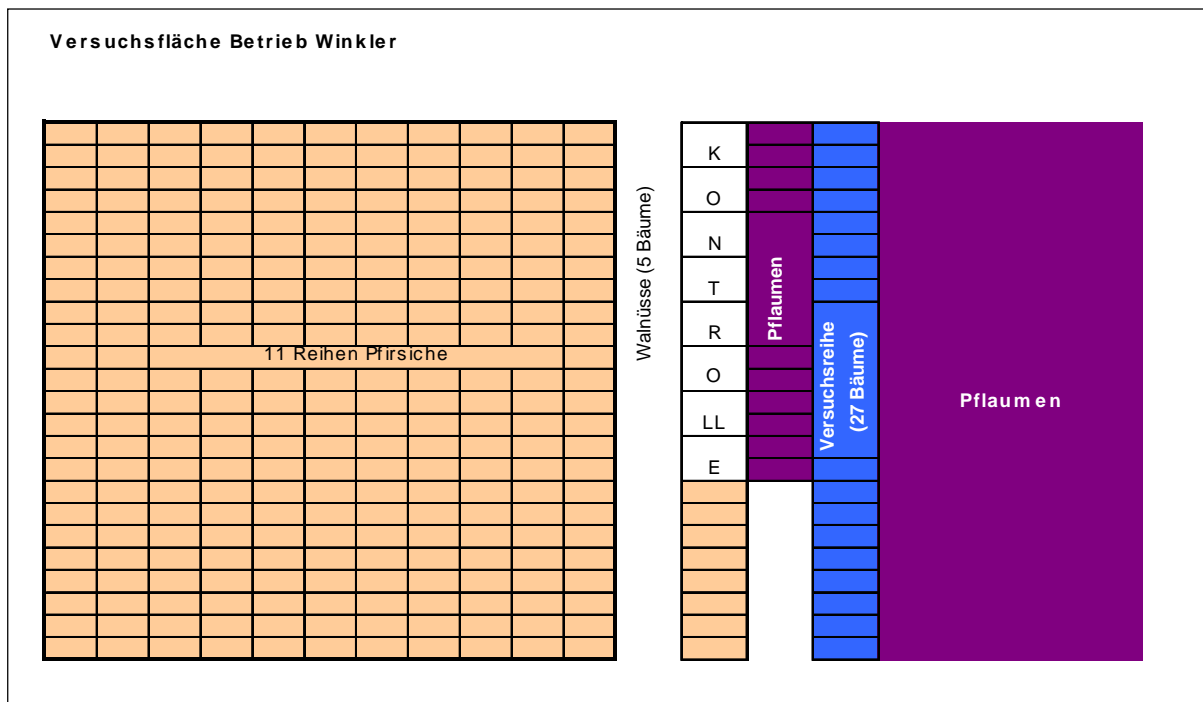 Versuchsfläche Betrieb Winkler
11 Reihen Pfirsiche
Walnüsse (5 Bäume)
K
O
N
T
R
O
LL
E
Pflaumen
Versuchsreihe
(27 Bäume)
Pflaumen